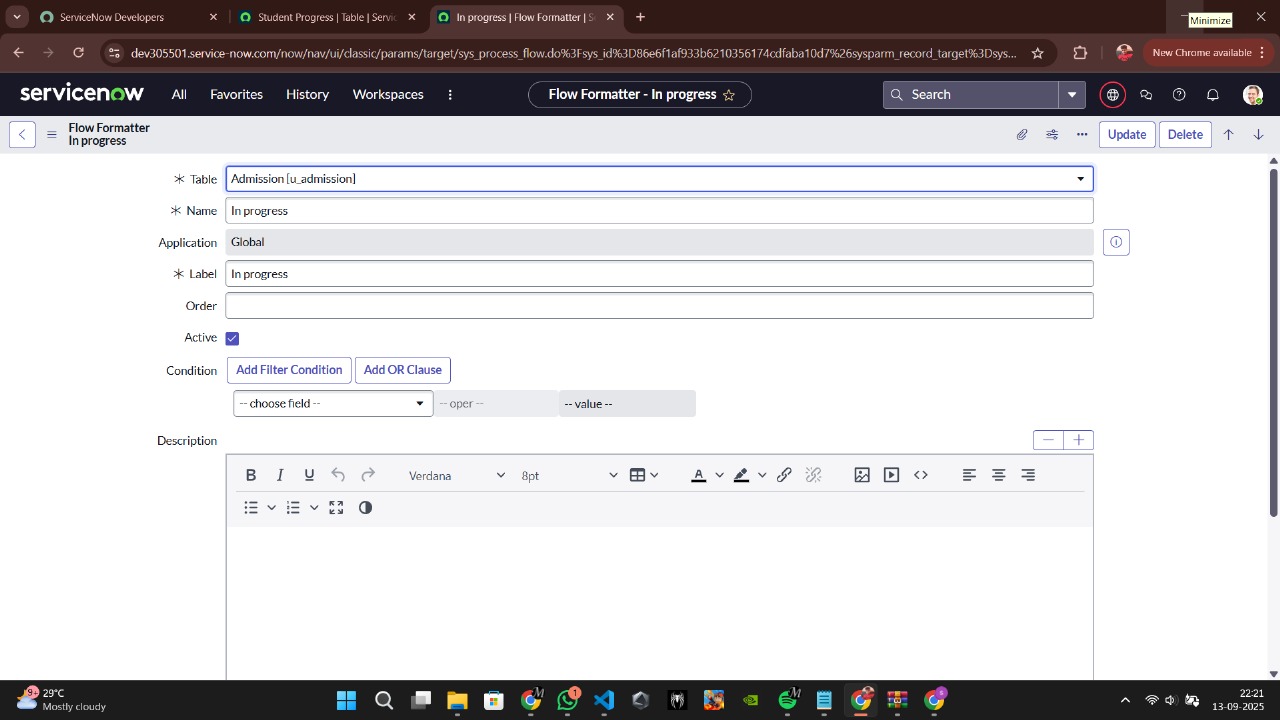 ServiceNow Developers
Student Progress | Table | Servic
In progress | Flow Formatter | S
Minimize
dev305501.service-now.com/now/nav/ui/classic/params/target/sys_process_flow.do%3Fsys_id%3D86e6f1af933b6210356174cdfaba10d7%26sysparm_record_target%3Dsys...
New Chrome available
servicenow
All
Favorites
History
Workspaces
Flow Formatter - In progress
Search
Flow Formatter
In progress
Update
Delete
Table
Admission [u_admission]
Name
In progress
Application
Global
Label
In progress
Order
Active
Condition
Add Filter Condition
Add OR Clause
-- choose field --
-- oper --
-- value --
Description
B I U
Verdana
8pt
A
9+
29°C
Mostly cloudy
1
22:21
13-09-2025